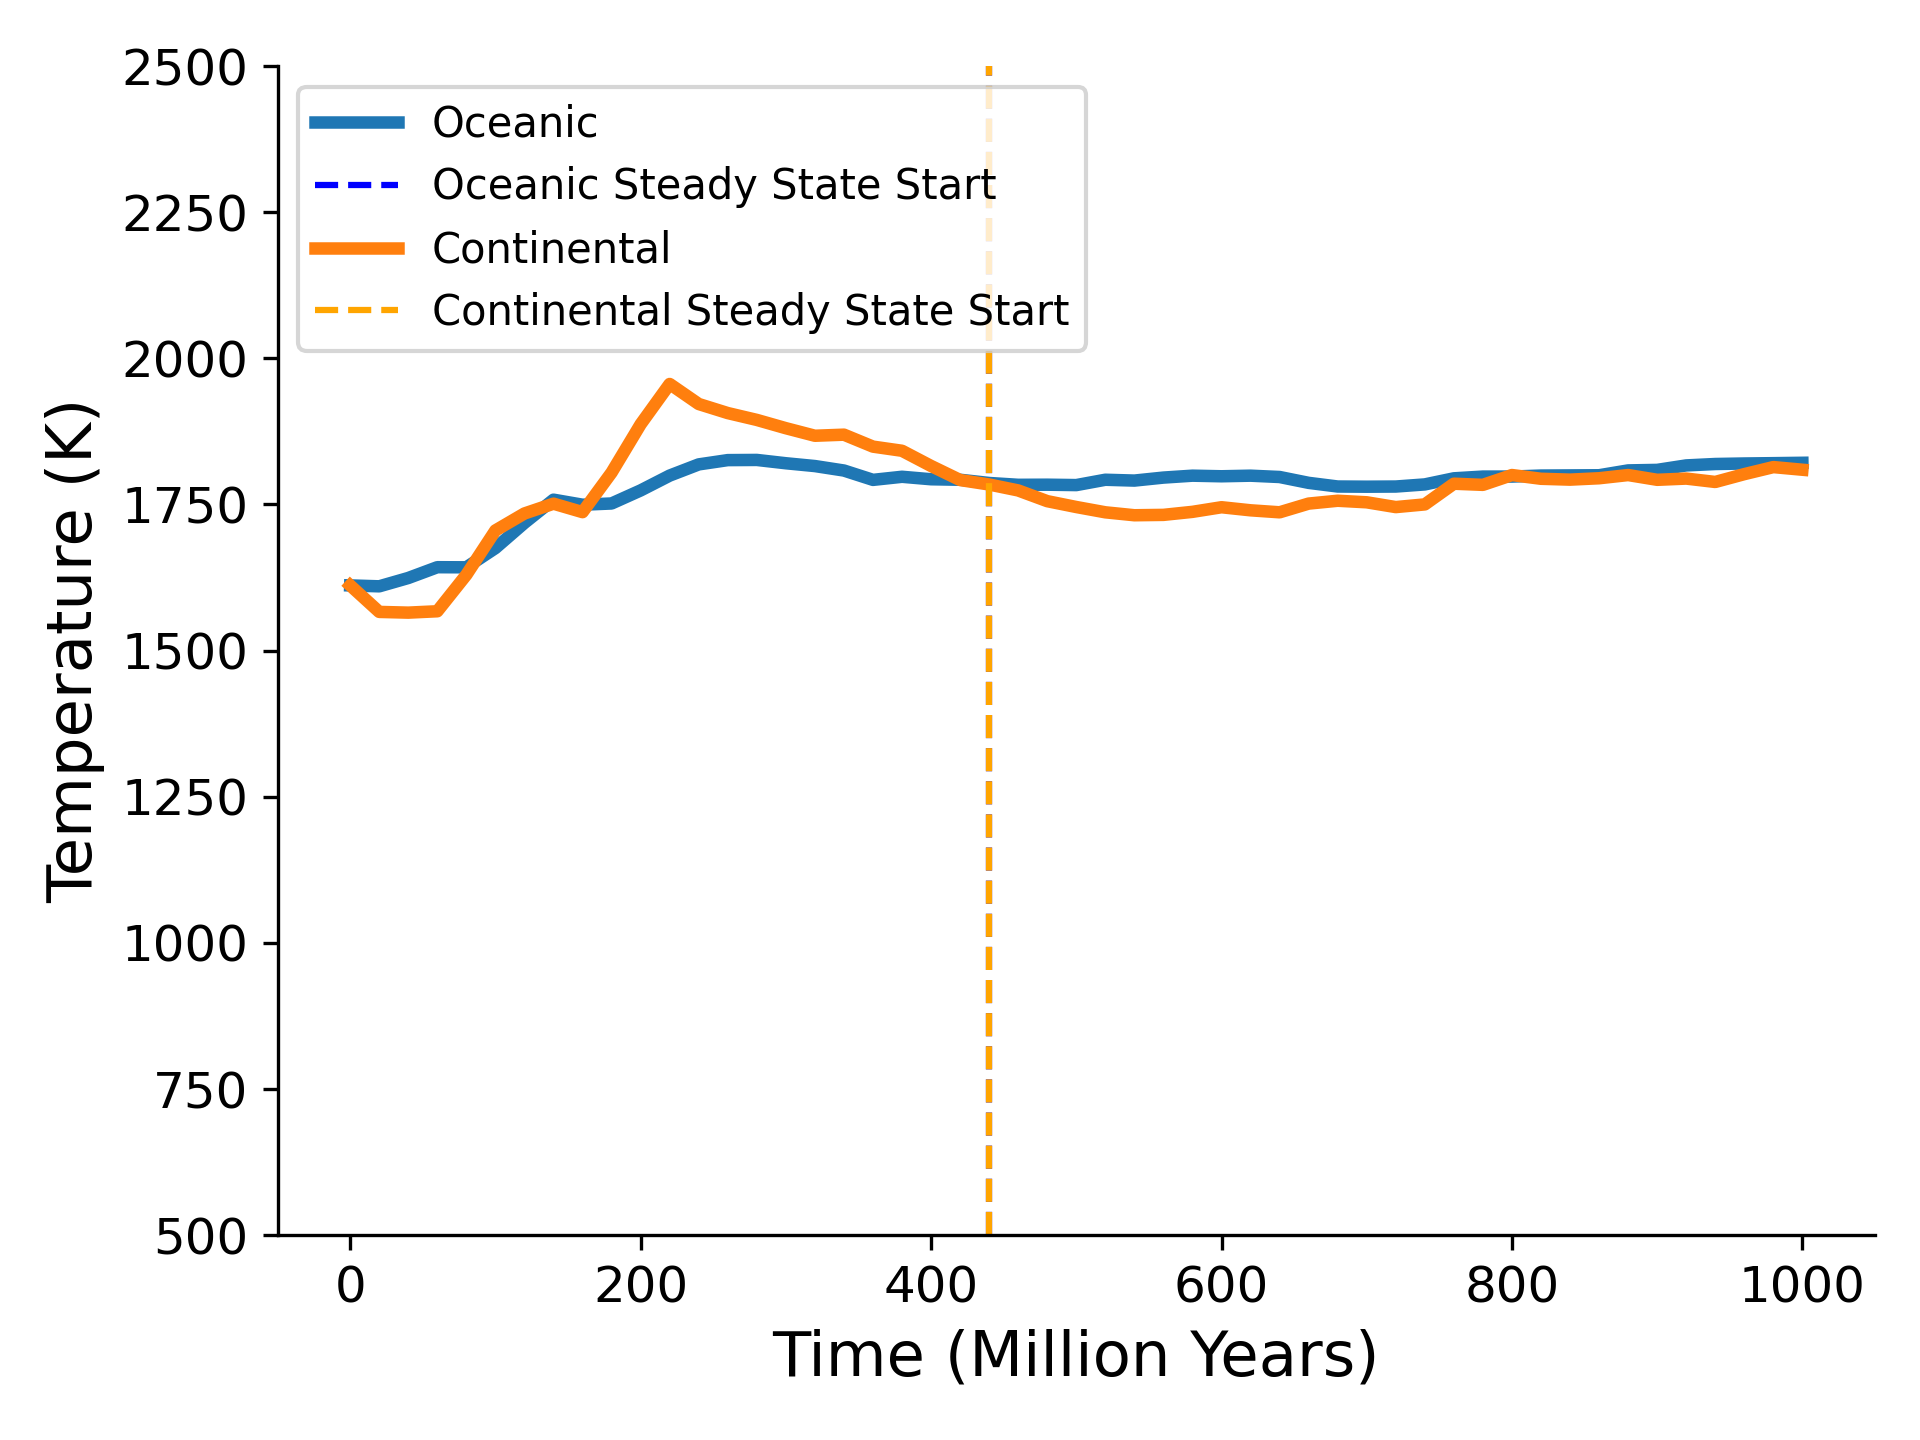 2500
2250
2000
1750
1500
1250
1000
750
500
Temperature (K)
Oceanic
Oceanic Steady State Start
Continental
Continental Steady State Start
0 200 400 600 800 1000
Time (Million Years)